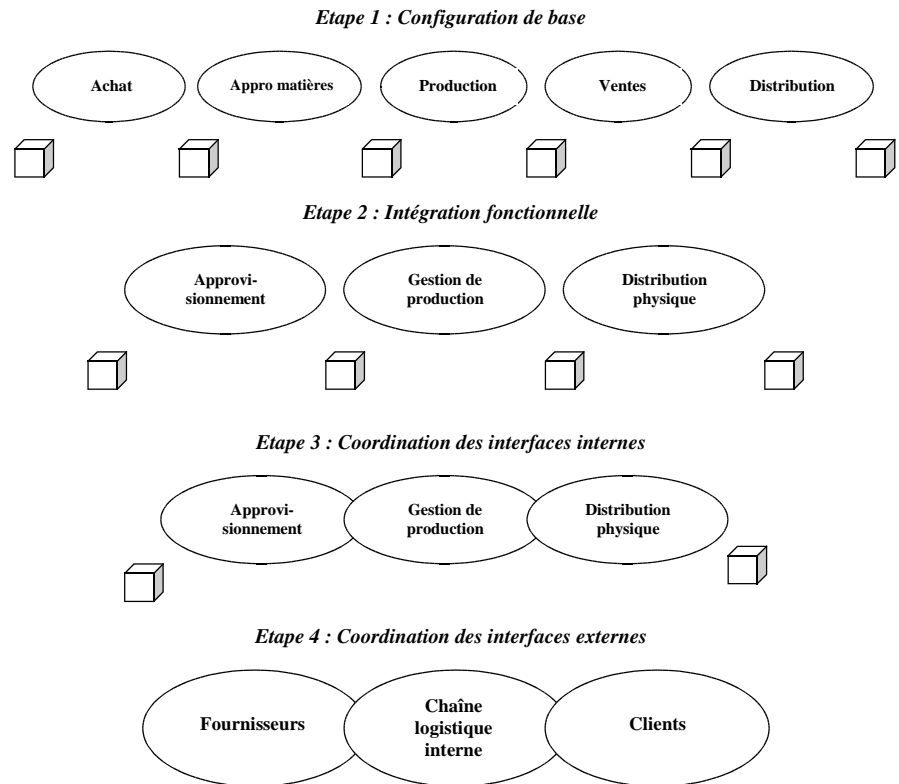 Etape 1 : Configuration de base
Achat
Appro matières
Production
Ventes
Distribution
Etape 2 : Intégration fonctionnelle
Approvi-
sionnement
Gestion de
production
Distribution
physique
Etape 3 : Coordination des interfaces internes
Approvi-
sionnement
Gestion de
production
Distribution
physique
Etape 4 : Coordination des interfaces externes
Fournisseurs
Chaîne
logistique
interne
Clients